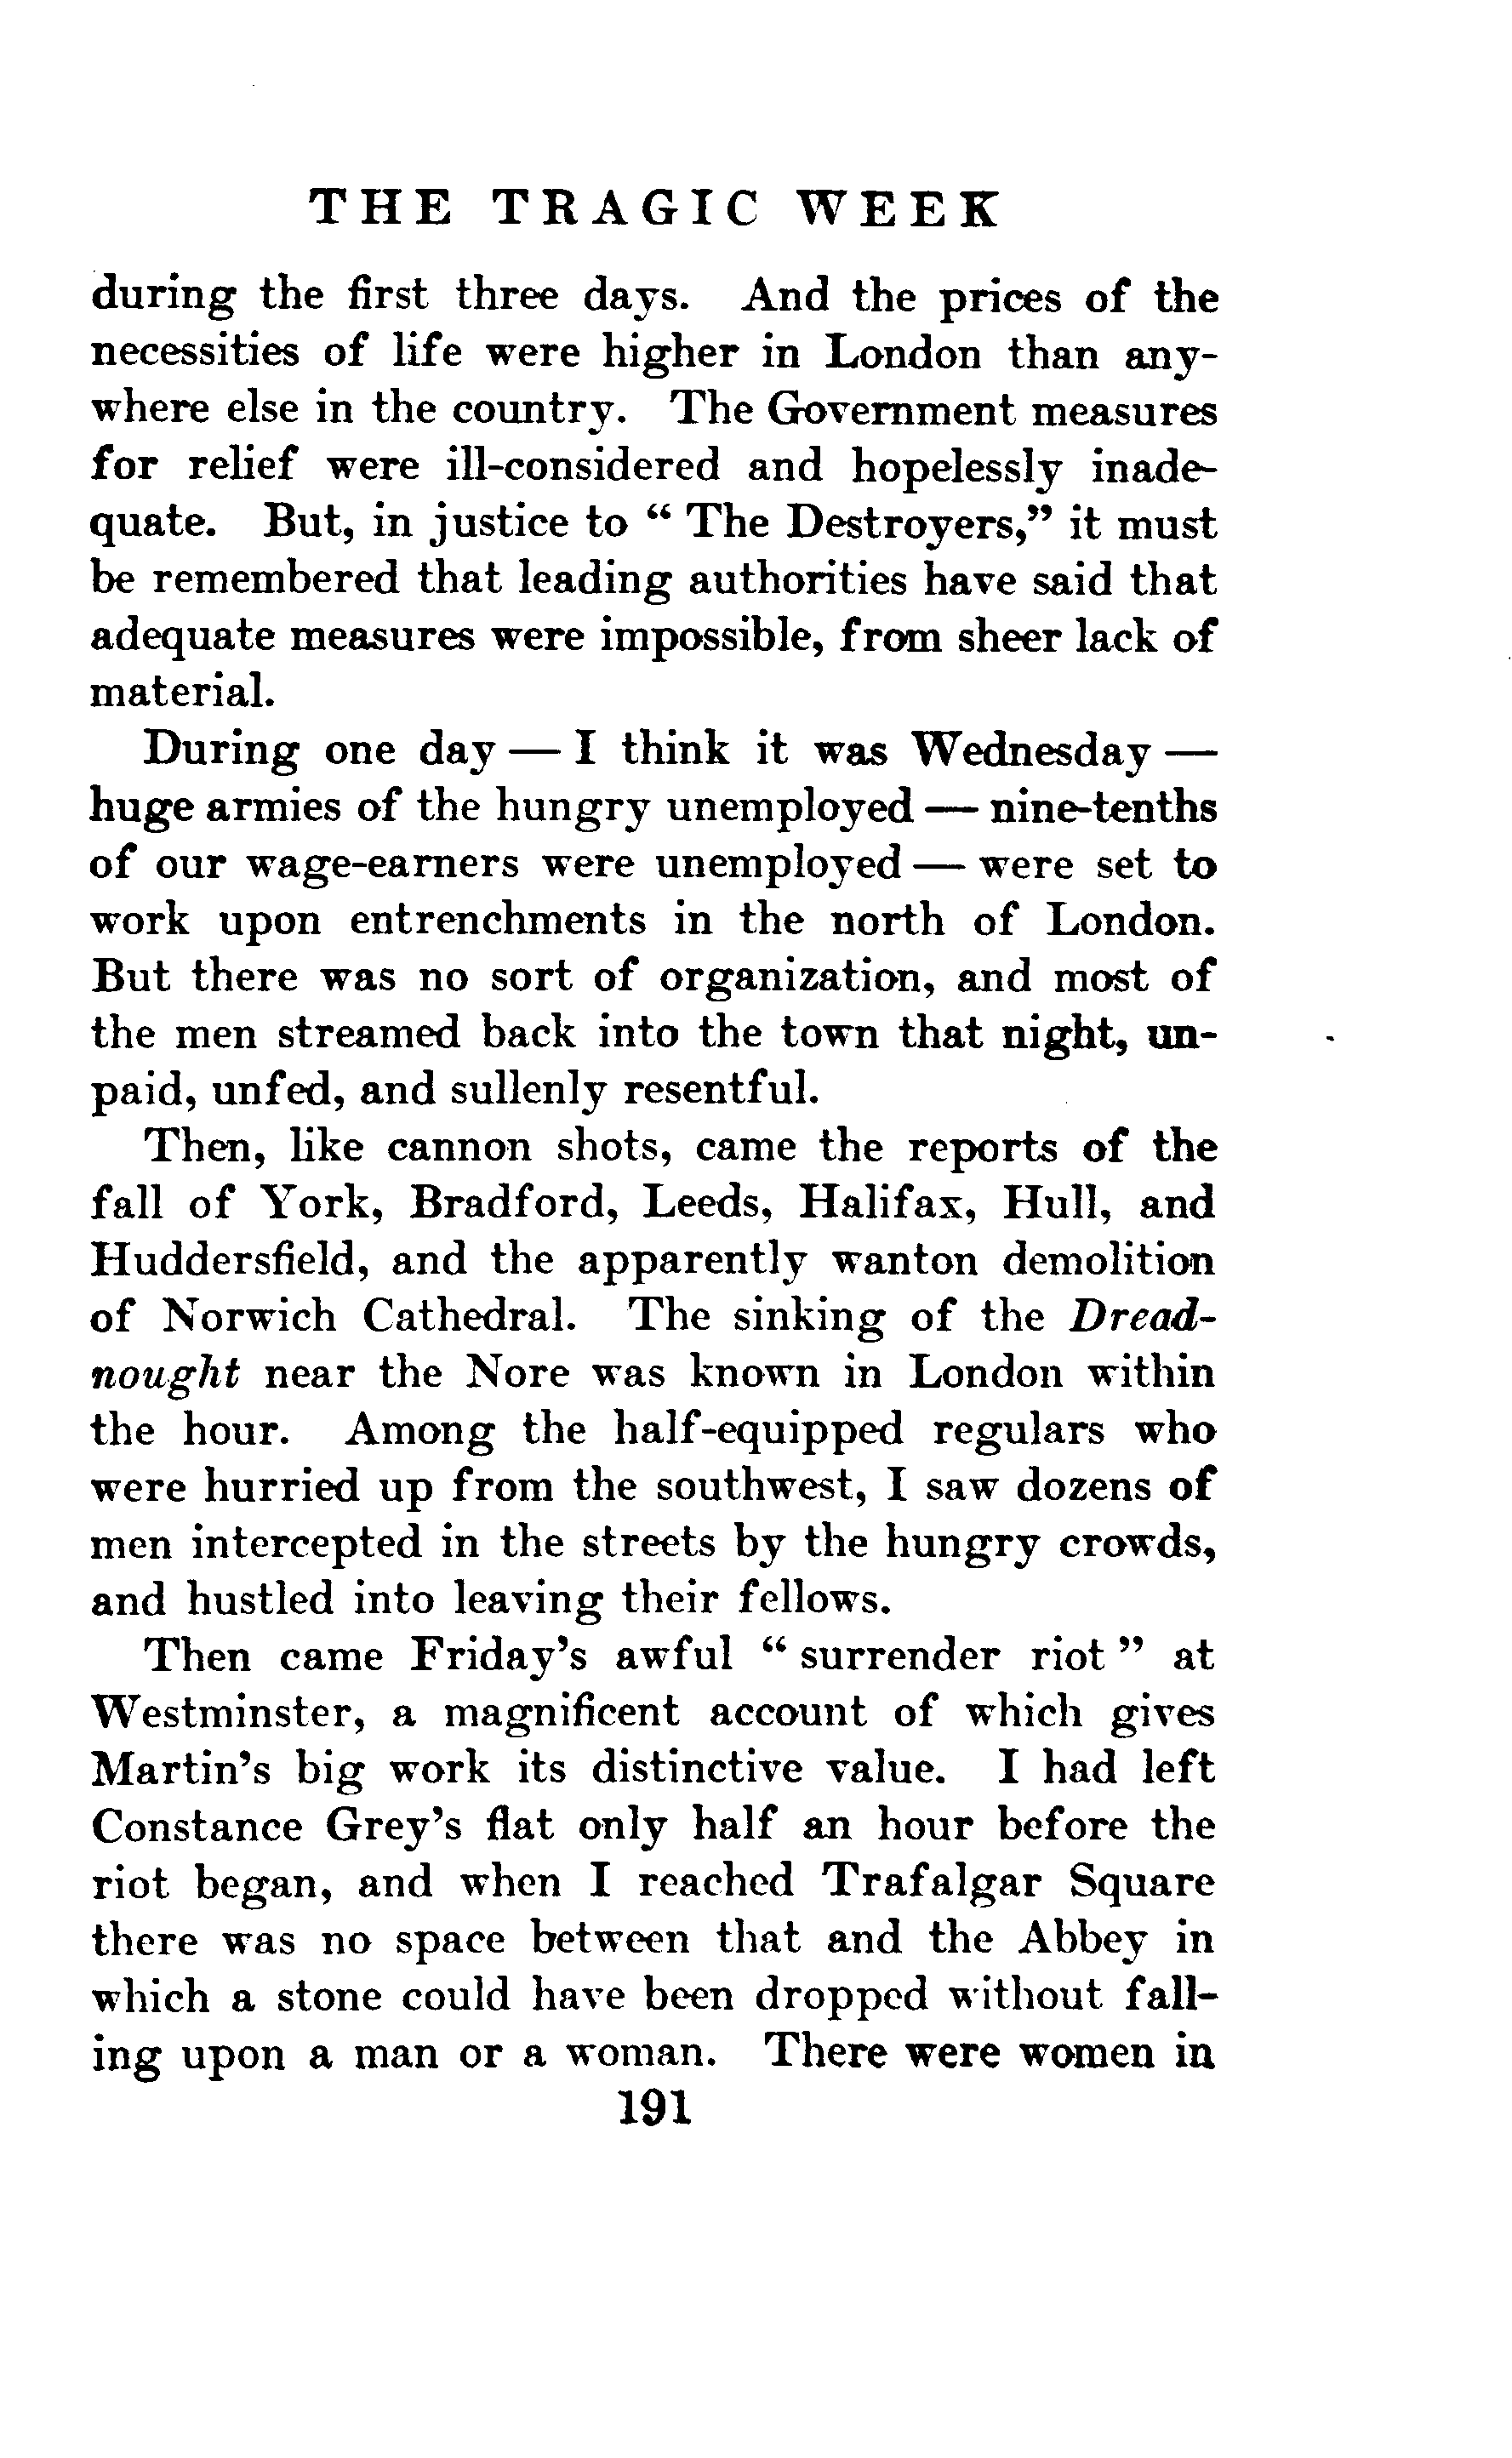 THE TRAGIC WEEK
during the first three days. And the prices of the
necessities of life were higher in London than any-
where else in the country. The Government measures
for relief were ill-considered and hopelessly inade-
quate. But, in justice to “ The Destroyers,” it must
be remembered that leading authorities have said that
adequate measures were impossible, from sheer lack of
material.
During one day — I think it was Wednesday —
huge armies of the hungry unemployed — nine-tenths
of our wage-earners were unemployed — were set to
work upon entrenchments in the north of London.
But there was no sort of organization, and most of
the men streamed back into the town that night, un-
paid, unfed, and sullenly resentful.
Then, like cannon shots, came the reports of the
fall of York, Bradford, Leeds, Halifax, Hull, and
Huddersfield, and the apparently wanton demolition
of Norwich Cathedral. The sinking of the Dread-
nought near the Nore was known in London within
the hour. Among the half-equipped regulars who
were hurried up from the southwest, I saw dozens of
men intercepted in the streets by the hungry crowds,
and hustled into leaving their fellows.
Then came Friday’s awful “ surrender riot ” at
Westminster, a magnificent account of which gives
Martin’s big work its distinctive value. I had left
Constance Grey’s flat only half an hour before the
riot began, and when I reached Trafalgar Square
there was no space between that and the Abbey in
which a stone could have been dropped without fall-
ing upon a man or a woman. There were women in
191